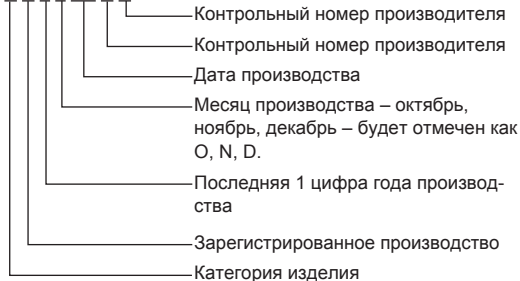 Контрольный номер производителя
Контрольный номер производителя
Дата производства
Месяц производства – октябрь,
ноябрь, декабрь – будет отмечен как
O, N, D.
Последняя 1 цифра года производ-
ства
Зарегистрированное производство
Категория изделия